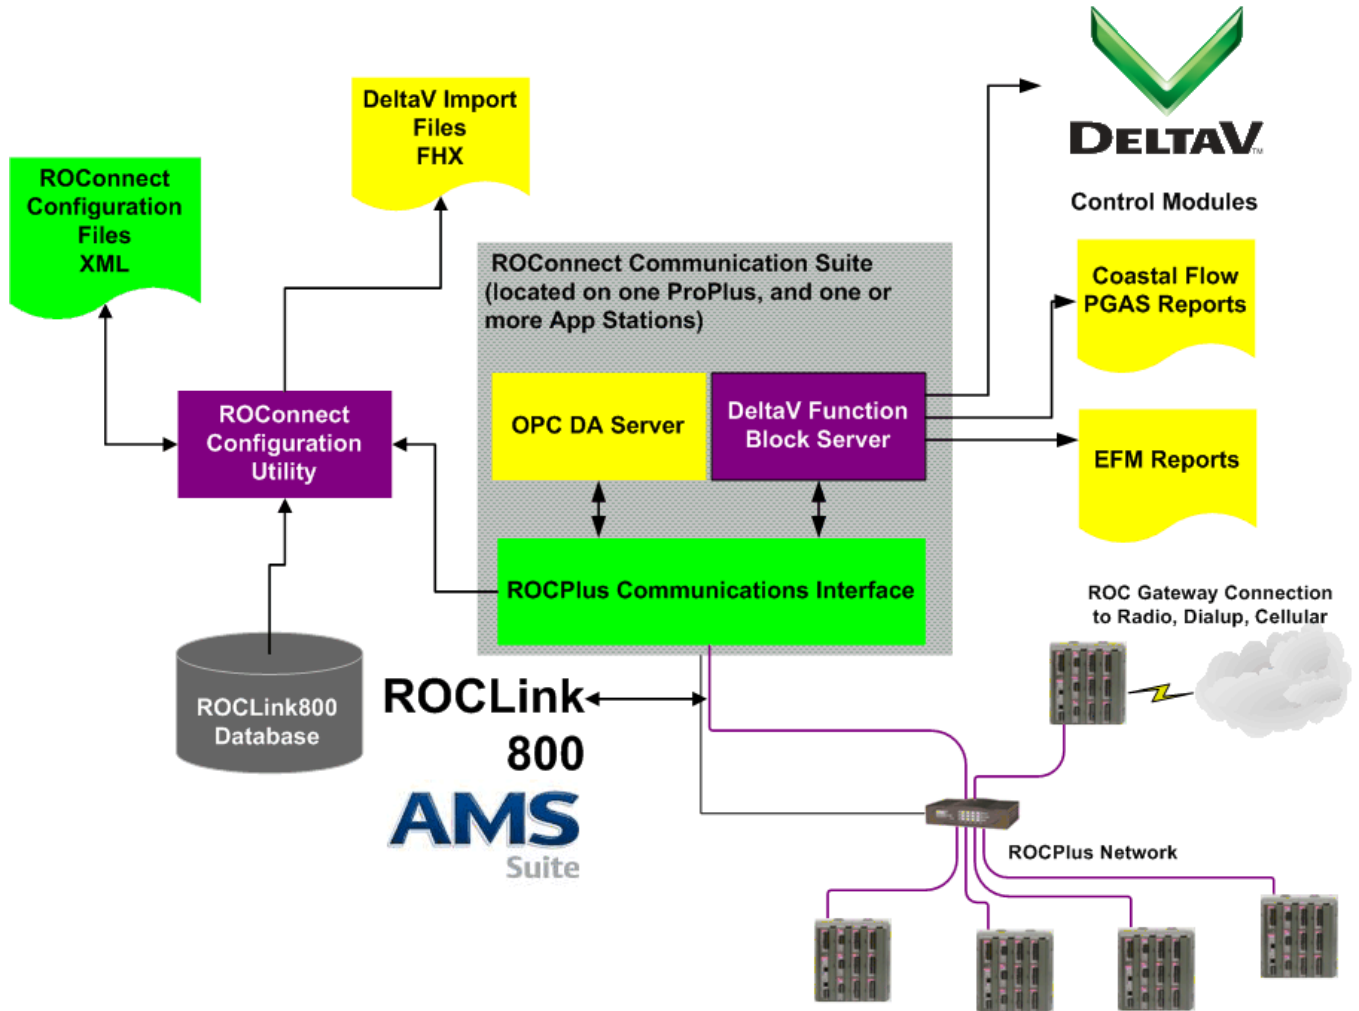 DELTAV
TM
Control Modules
DeltaV Import
Files
FHX
ROConnect
Configuration
Files
XML
ROConnect Communication Suite
(located on one ProPlus, and one or
more App Stations)
Coastal Flow
PGAS Reports
OPC DA Server
DeltaV Function
Block Server
ROConnect
Configuration
Utility
EFM Reports
ROCPlus Communications Interface
ROC Gateway Connection
to Radio, Dialup, Cellular
ROCLink800
Database
ROCLink
800
AMS
Suite
ROCPlus Network